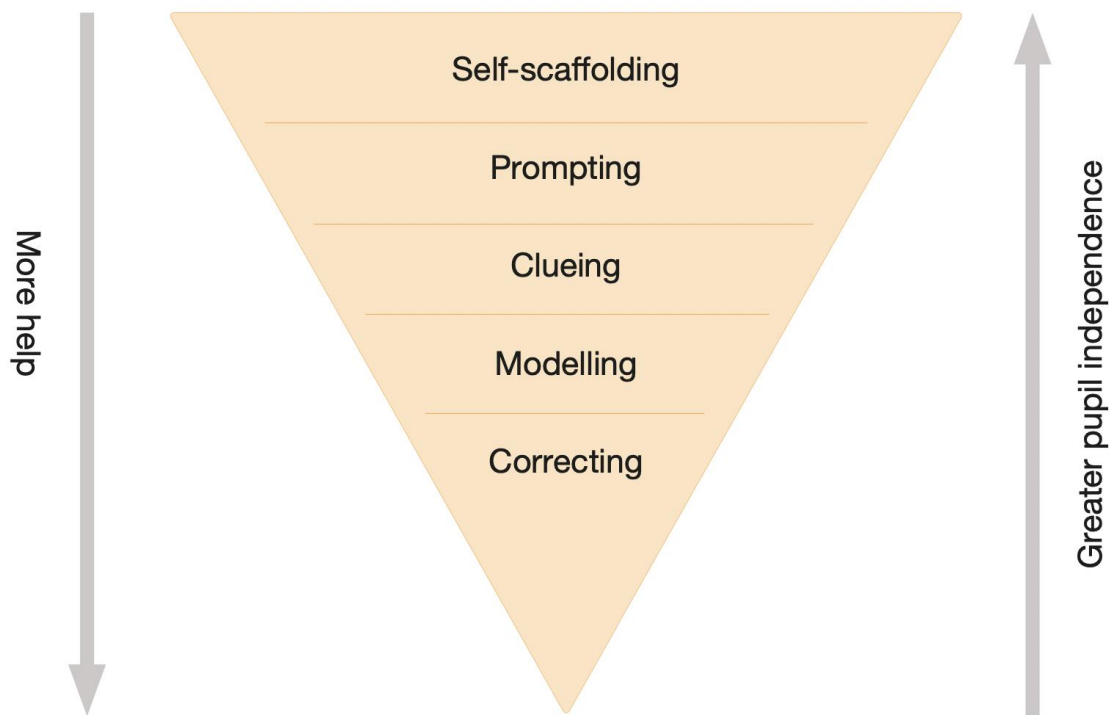 Self-scaffolding
Prompting
Clueing
Modelling
Correcting
More help
Greater pupil independence